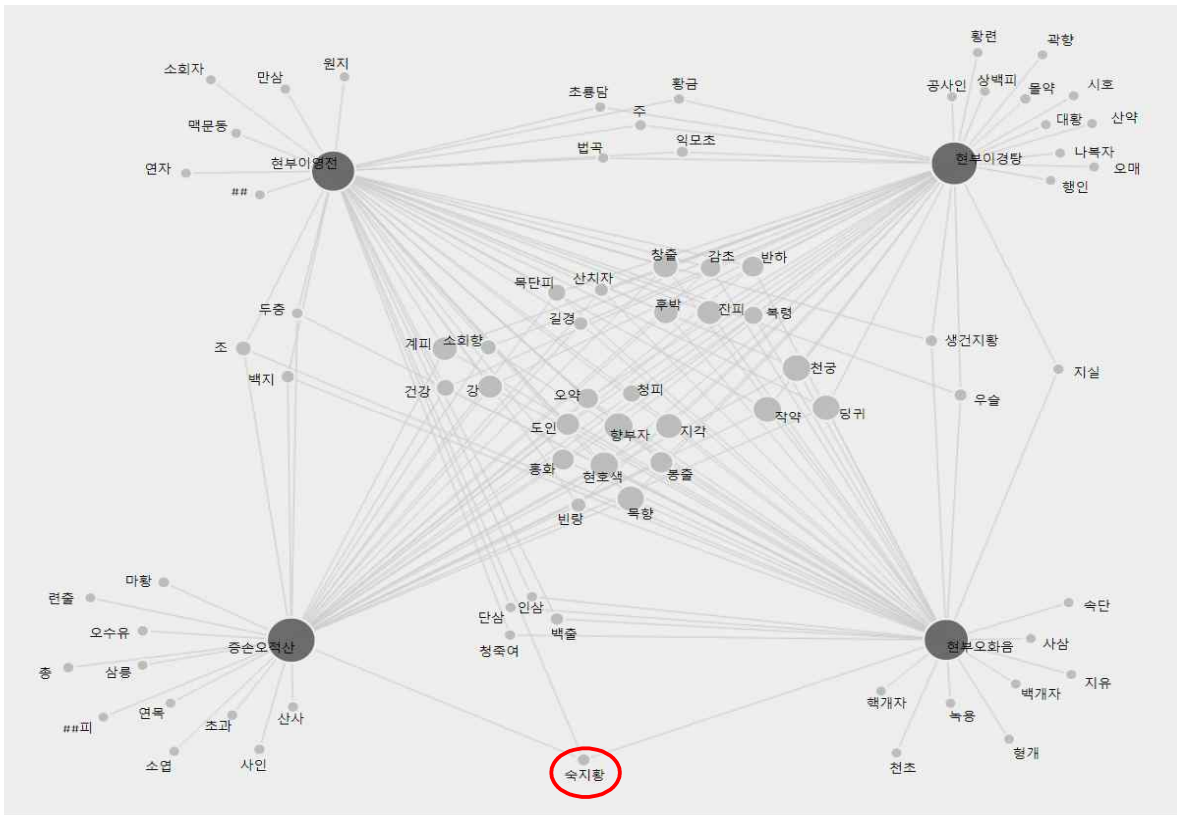 황련
곽향
원지
소회자
만삼
황금
공사인
상백피
몰약
시호
초룡담
주
대황
산약
맥문동
익모초
법곡
나복자
현부이영전
현부이경탕
연자
오매
##
행인
창출
감초
반하
목단피
산치자
두중
후박
진피
복령
길경
생건지황
조
계피
소회향
백지
천궁
지실
건강
강
오약
청피
우슬
작약
당귀
도인
향부자
지각
홍화
현호색
봉출
빈랑
목향
마황
련출
단삼
인삼
속단
오수유
백출
증손오적산
청죽여
현부오화음
사삼
총
삼릉
지유
백개자
핵개자
연목
초과
산사
녹용
##피
형개
소엽
사인
천초
숙지황